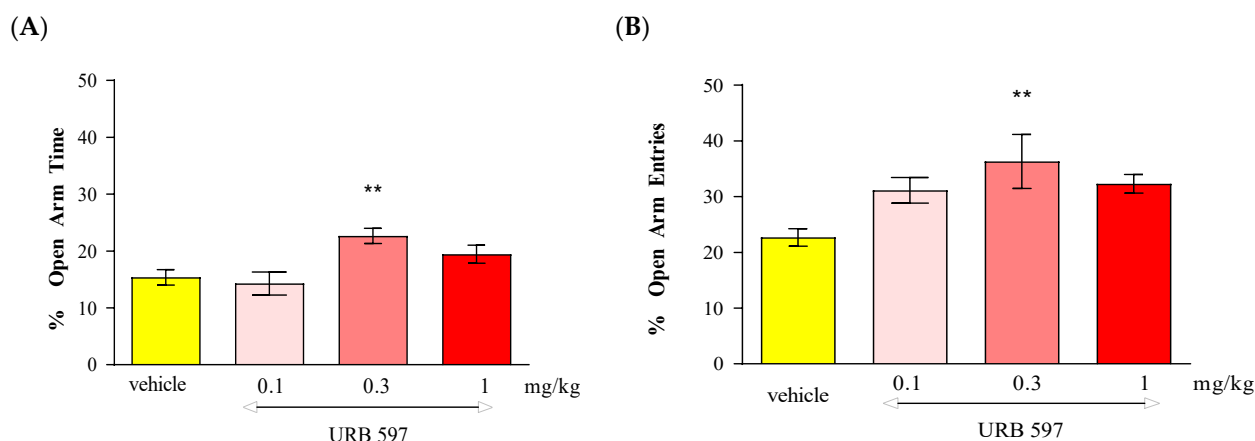 (A)
% Open Arm Time
50
40
30
20
10
0
**
vehicle 0.1 0.3 1 mg/kg
URB 597
(B)
% Open Arm Entries
50
40
30
20
10
0
**
vehicle 0.1 0.3 1 mg/kg
URB 597